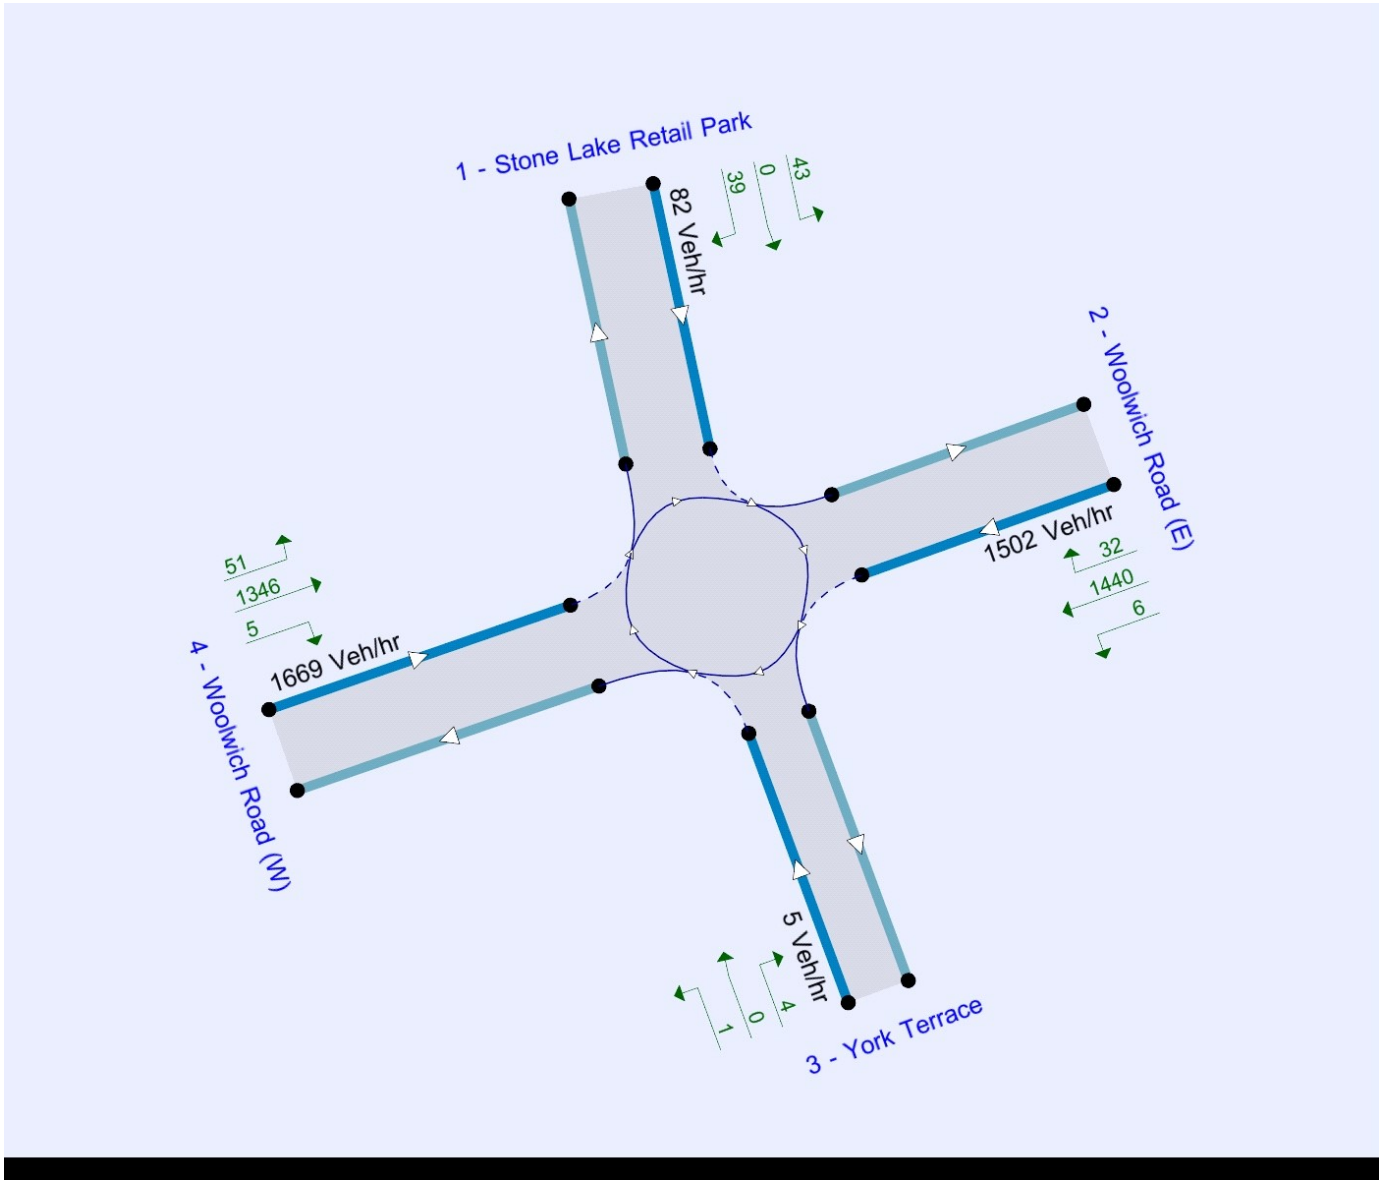 1 - Stone Lake Retail Park
82 Veh/hr
39
0
43
2 - Woolwich Road (E)
1502 Veh/hr
32
1440
6
51
1346
5
1669 Veh/hr
4 - Woolwich Road (W)
5 Veh/hr
4
0
1
3 - York Terrace